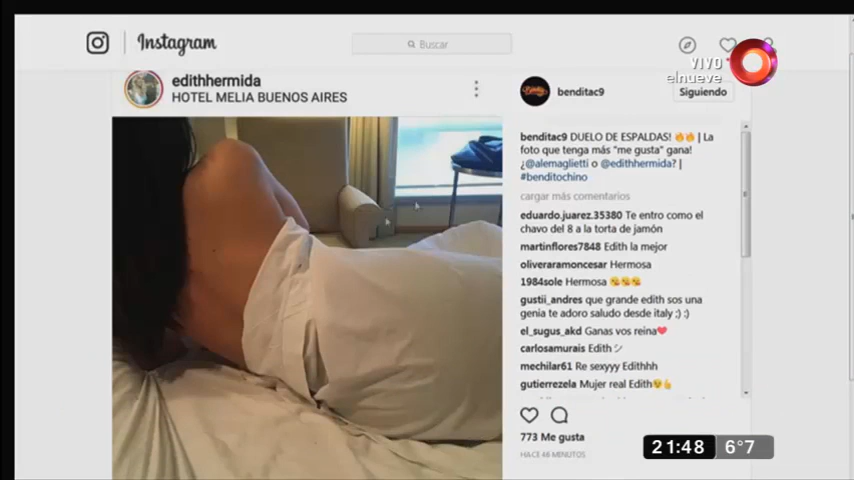 Instagram
Buscar
VIVO
elnueve
edithhermida
HOTEL MELIA BUENOS AIRES
benditac9
Siguiendo
benditac9 DUELO DE ESPALDAS! 🔥🔥 | La
foto que tenga más "me gusta" gana!
¿@alemaglietti o @edithhermida? |
#benditochino
cargar más comentarios
eduardo.juarez.35380 Te entro como el
chavo del 8 a la torta de jamón
martinflores7848 Edith la mejor
oliveraramoncesar Hermosa
1984sole Hermosa 😘😘😘
gustii_andres que grande edith sos una
genia te adoro saludo desde italy ;) :)
el_sugus_akd Ganas vos reina❤
carlosamurais Edith ツ
mechilar61 Re sexyyy Edithhh
gutierrezela Mujer real Edith😉👍
773 Me gusta
HACE 46 MINUTOS
21:48 6°7